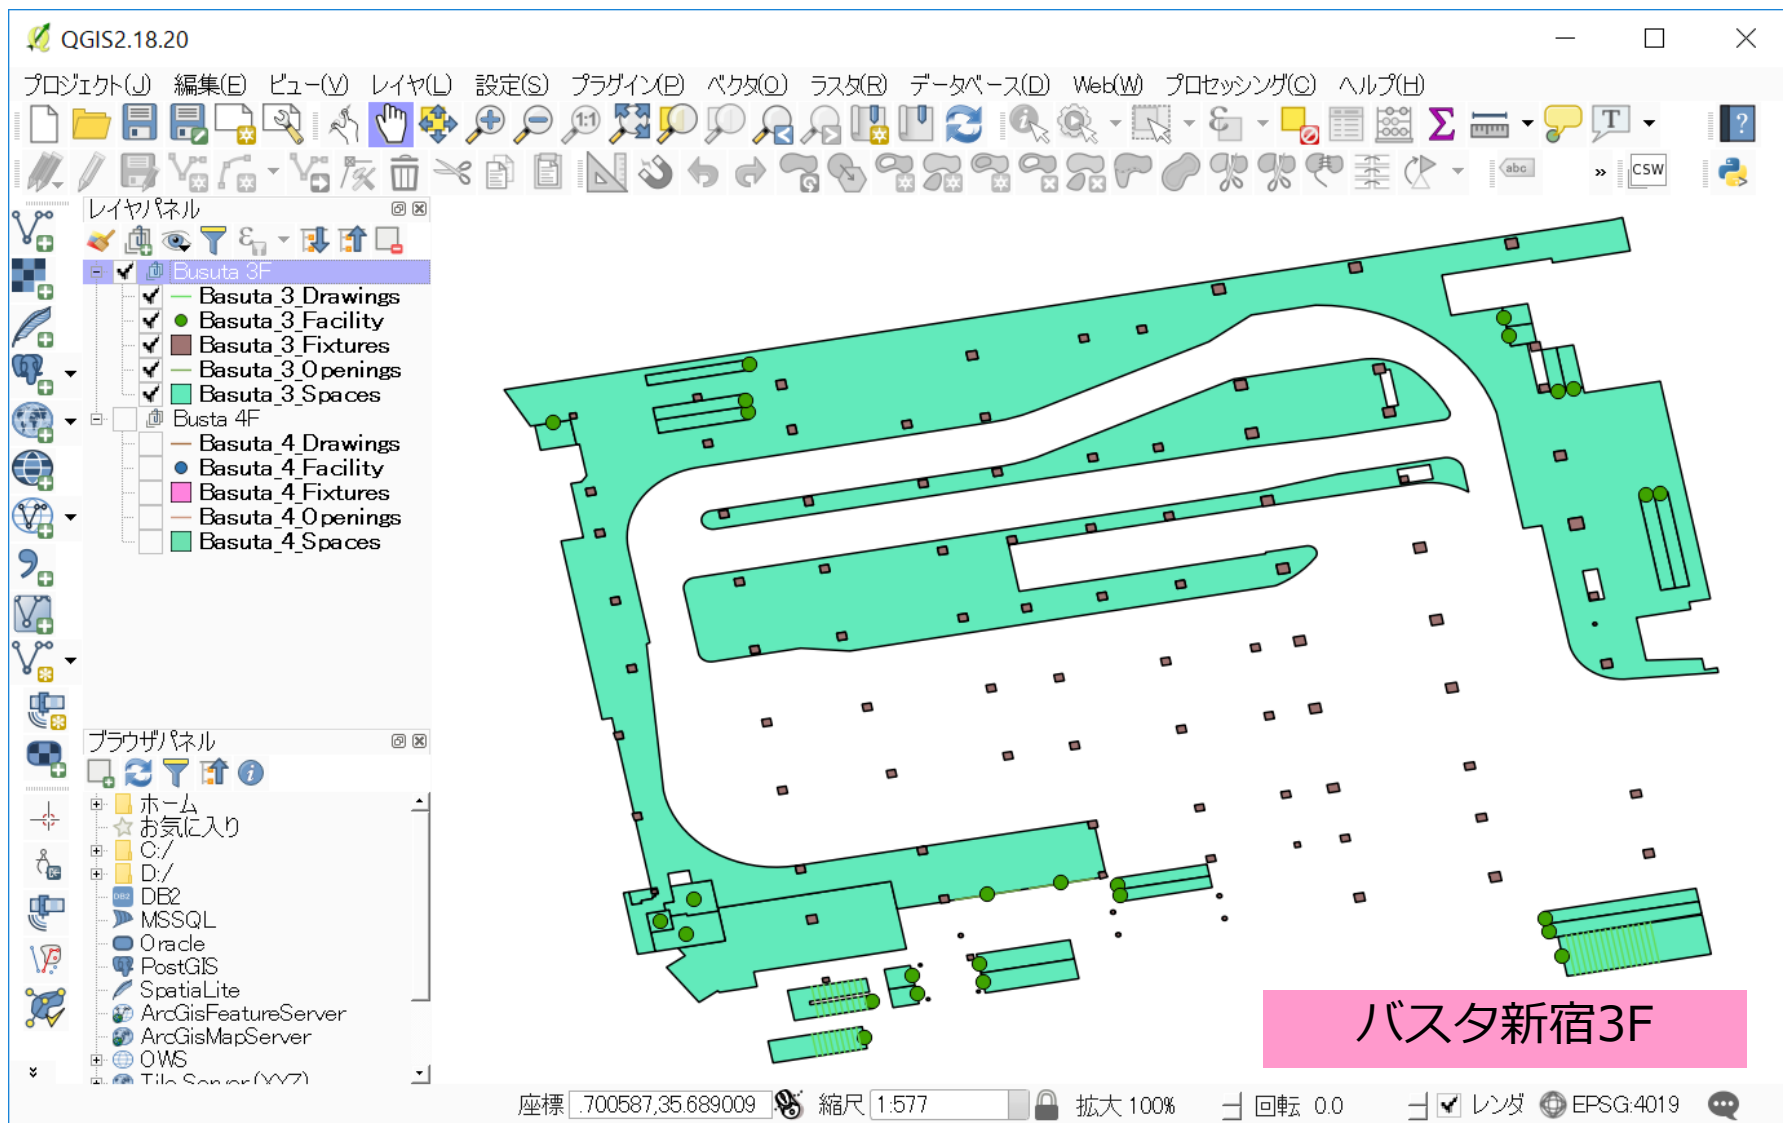 QGIS2.18.20
プロジェクト(J) 編集(E) ビュー(V) レイヤ(L) 設定(S) プラグイン(P) ベクタ(O) ラスタ(R) データベース(D) Web(W) プロセッシング(C) ヘルプ(H)
1:1
T
?
abc
»
CSW
レイヤパネル
Busuta 3F
Basuta_3_Drawings
Basuta_3_Facility
Basuta_3_Fixtures
Basuta_3_Openings
Basuta_3_Spaces
Busta 4F
Basuta_4_Drawings
Basuta_4_Facility
Basuta_4_Fixtures
Basuta_4_Openings
Basuta_4_Spaces
ブラウザパネル
ホーム
お気に入り
C:/
D:/
DB2
MSSQL
Oracle
PostGIS
SpatiaLite
ArcGisFeatureServer
ArcGisMapServer
OWS
Tile Server (XYZ)
バスタ新宿3F
座標 .700587,35.689009 縮尺 1:577 拡大 100% 回転 0.0 レンダ EPSG:4019